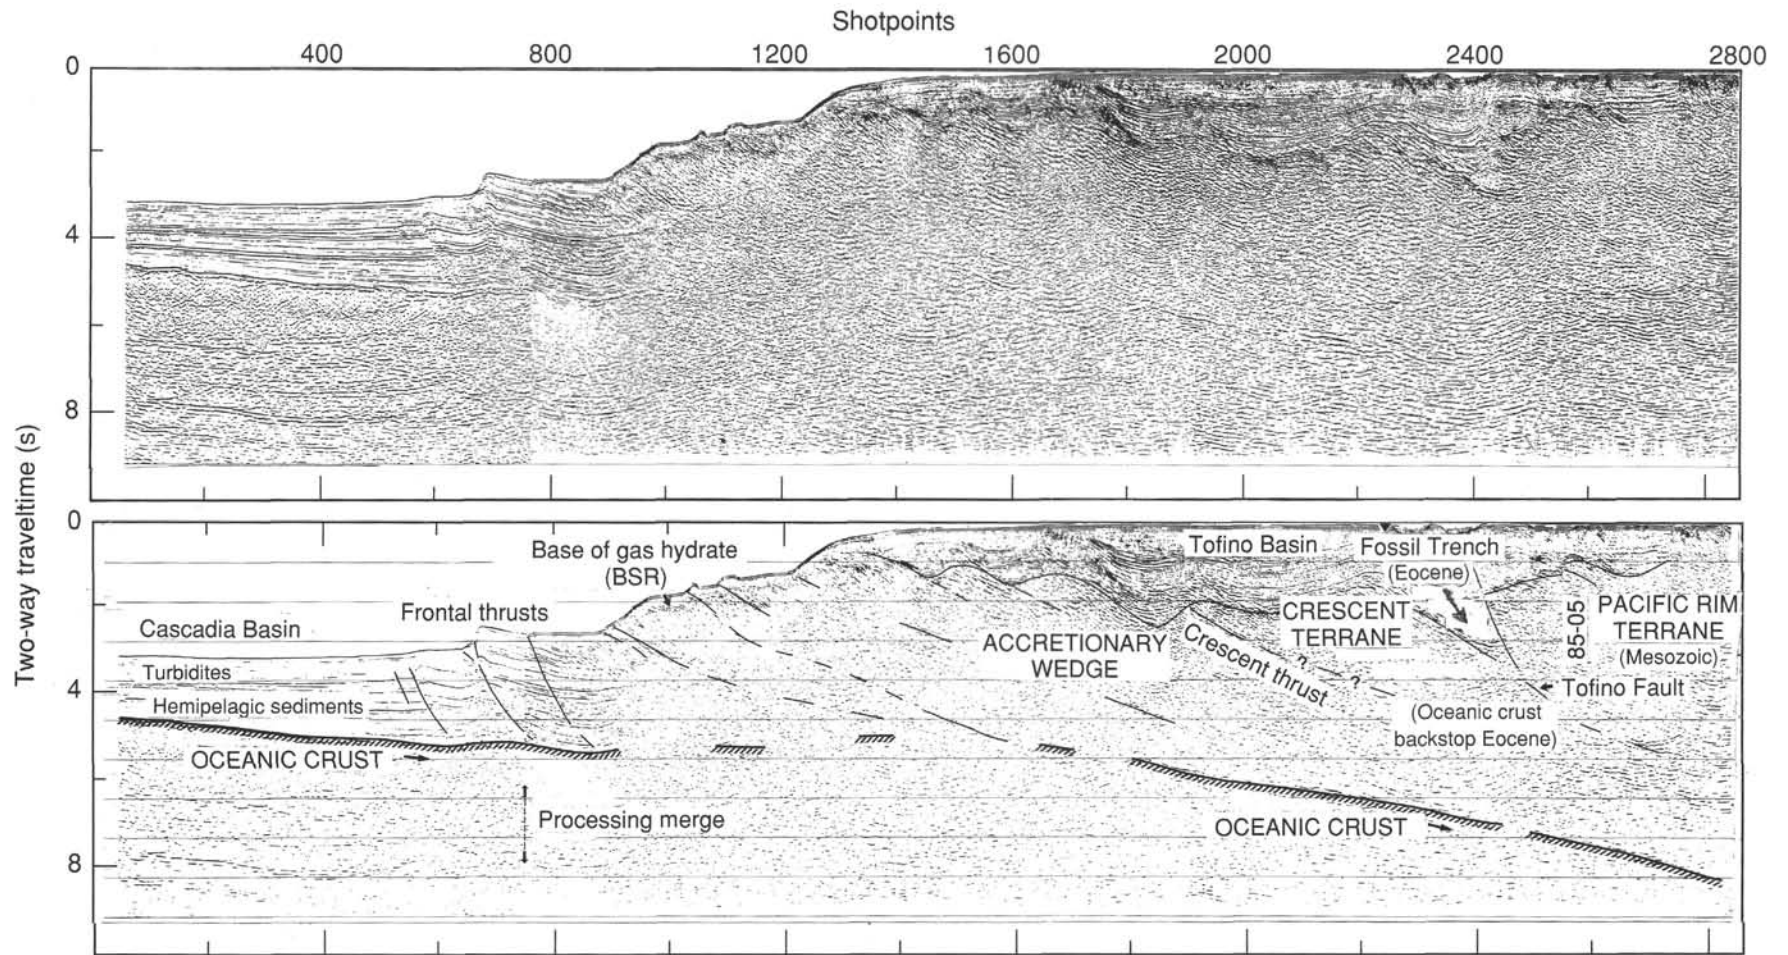 Shotpoints
400 800 1200 1600 2000 2400 2800
0
4
8
Two-way traveltime (s)
0
4
8
Base of gas hydrate
(BSR)
Frontal thrusts
Cascadia Basin
Turbidites
Hemipelagic sediments
OCEANIC CRUST
Processing merge
ACCRETIONARY
WEDGE
Tofino Basin
Fossil Trench
(Eocene)
CRESCENT
TERRANE
Crescent thrust
?
?
85-05
PACIFIC RIM
TERRANE
(Mesozoic)
Tofino Fault
(Oceanic crust
backstop Eocene)
OCEANIC CRUST